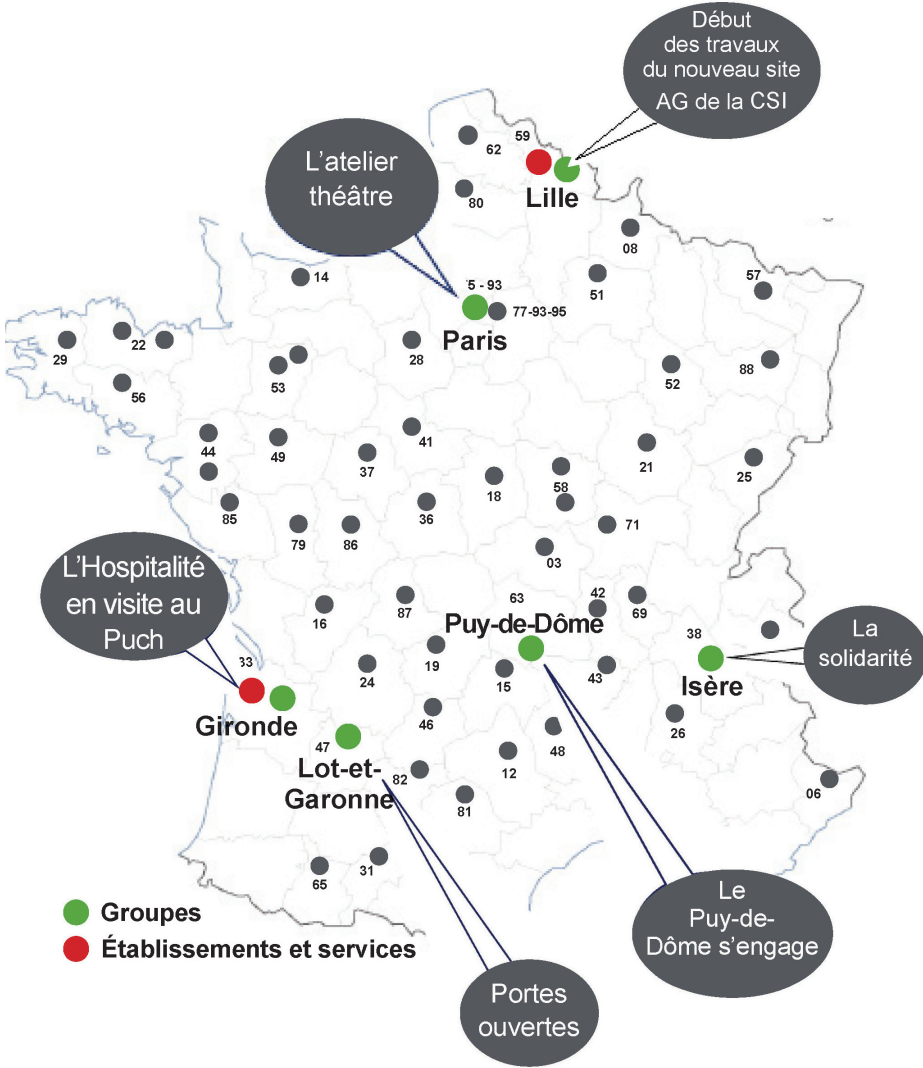 Début
des travaux
du nouveau site
AG de la CSI
59
62
L'atelier
théâtre
Lille
80
08
14
5 - 93
57
51
77-93-95
Paris
29
22
28
53
52
88
56
41
44
49
37
21
25
18
58
85
36
71
79
86
03
L'Hospitalité
en visite au
Puch
63
42
87
69
16
Puy-de-Dôme
38
La
solidarité
33
19
24
15
43
Isère
46
26
Gironde
47
48
12
Lot-et-
Garonne
82
06
81
65
31
Le
Puy-de-
Dôme s'engage
Groupes
Établissements et services
Portes
ouvertes